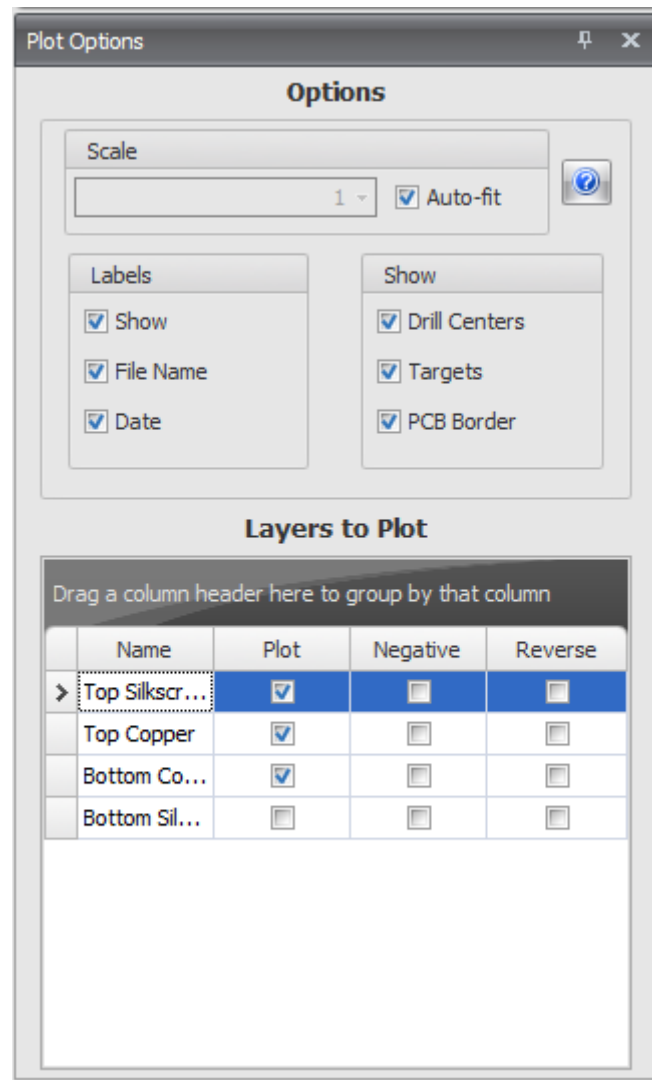 Plot Options
Options
Scale
1 Auto-fit
Labels Show
Show Drill Centers
File Name Targets
Date PCB Border
Layers to Plot
Drag a column header here to group by that column
Name Plot Negative Reverse
Top Silkscr...
Top Copper
Bottom Co...
Bottom Sil...